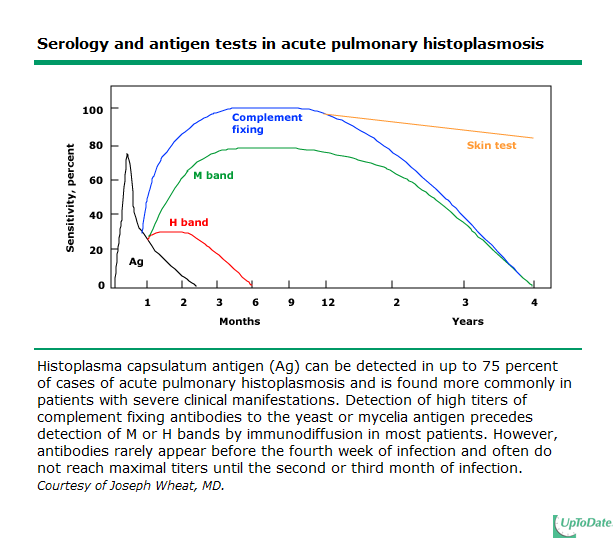 Serology and antigen tests in acute pulmonary histoplasmosis
100
80
60
40
20
0
Sensitivity, percent
Complement
fixing
Skin test
M band
H band
Ag
1 2 3 6 9 12 2 3 4
Months Years
Histoplasma capsulatum antigen (Ag) can be detected in up to 75 percent
of cases of acute pulmonary histoplasmosis and is found more commonly in
patients with severe clinical manifestations. Detection of high titers of
complement fixing antibodies to the yeast or mycelia antigen precedes
detection of M or H bands by immunodiffusion in most patients. However,
antibodies rarely appear before the fourth week of infection and often do
not reach maximal titers until the second or third month of infection.
Courtesy of Joseph Wheat, MD.
UpToDate